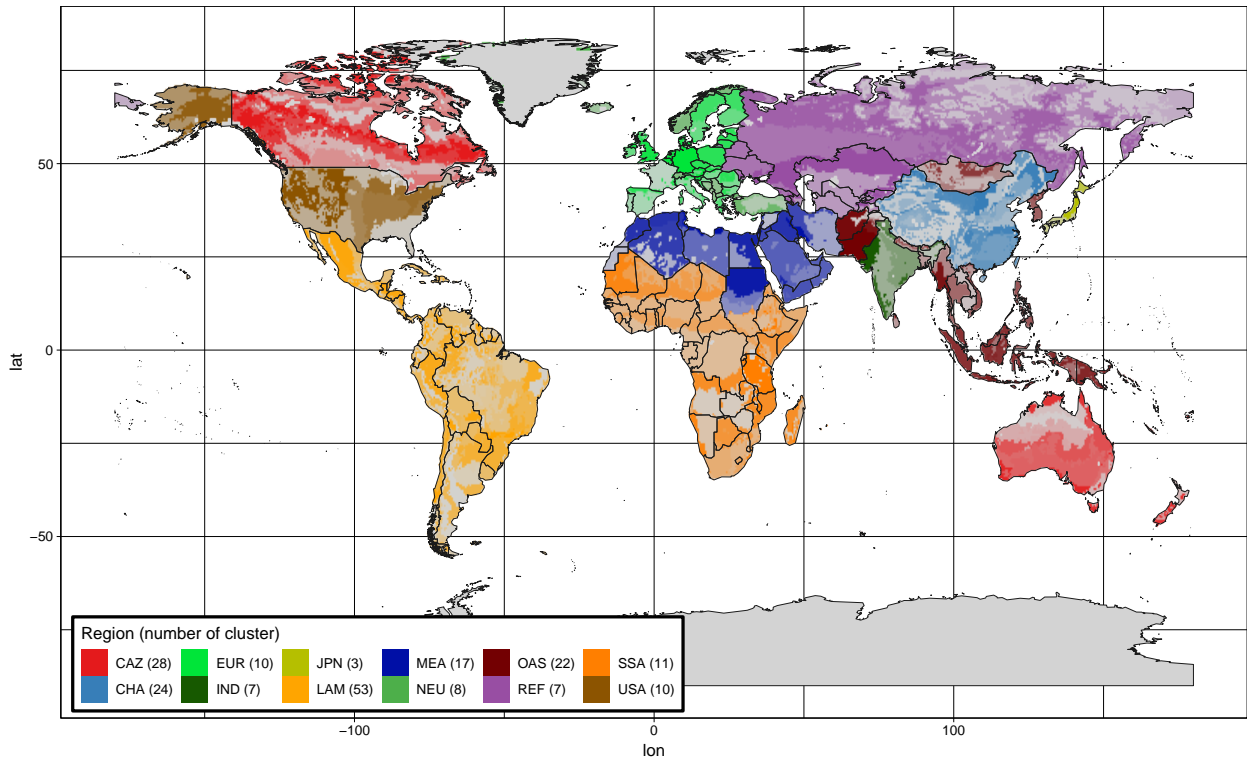 lat
50
0
−50
Region (number of cluster)
CAZ (28) EUR (10) JPN (3) MEA (17) OAS (22) SSA (11)
CHA (24) IND (7) LAM (53) NEU (8) REF (7) USA (10)
−100 0 100
lon